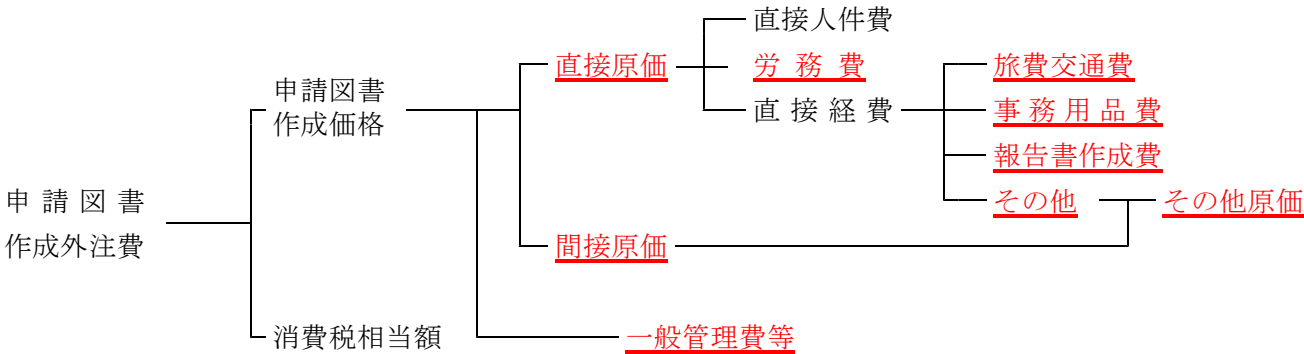 直接人件費
直接原価
労務費
旅費交通費
申請図書
作成価格
直接経費
事務用品費
報告書作成費
申請図書
作成外注費
その他
その他原価
間接原価
消費税相当額
一般管理費等